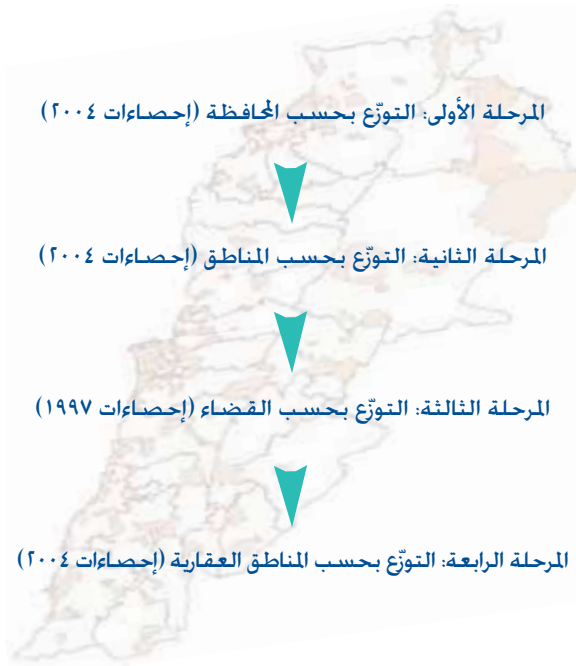 المرحلة الأولى: التوزّع بحسب المحافظة (إحصاءات ٢٠٠٤)
المرحلة الثانية: التوزّع بحسب المناطق (إحصاءات ٢٠٠٤)
المرحلة الثالثة: التوزّع بحسب القضاء (إحصاءات ١٩٩٧)
المرحلة الرابعة: التوزّع بحسب المناطق العقارية (إحصاءات ٢٠٠٤)